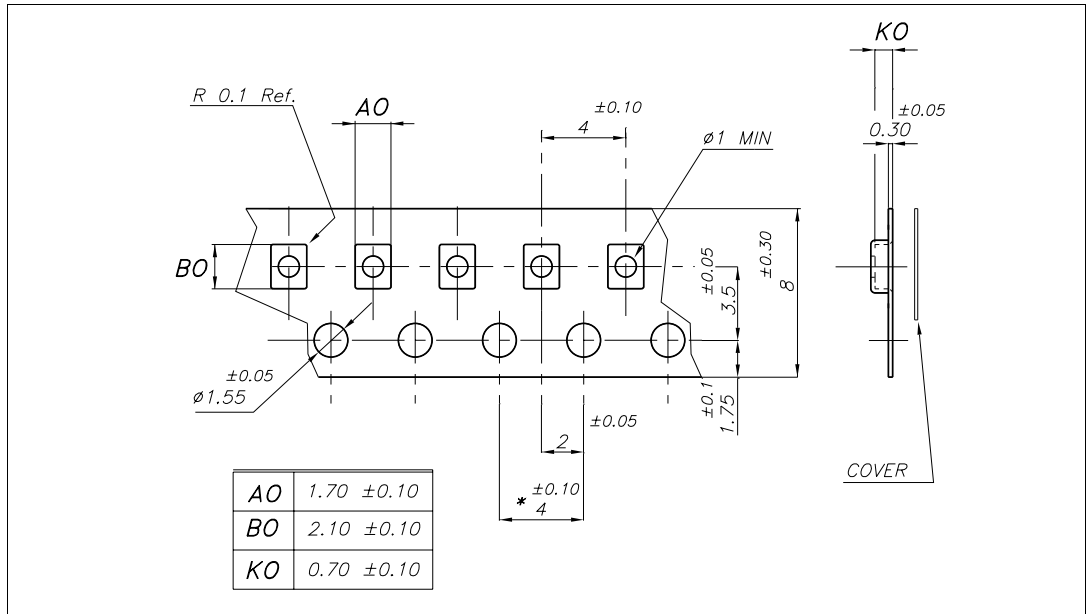 KO
R 0.1 Ref.
AO
±0.10
4
ø1 MIN
±0.05
0.30
BO
±0.05
3.5
±0.30
8
±0.05
ø1.55
±0.1
1.75
±0.05
2
* ±0.10
4
COVER
AO 1.70 ±0.10
BO 2.10 ±0.10
KO 0.70 ±0.10